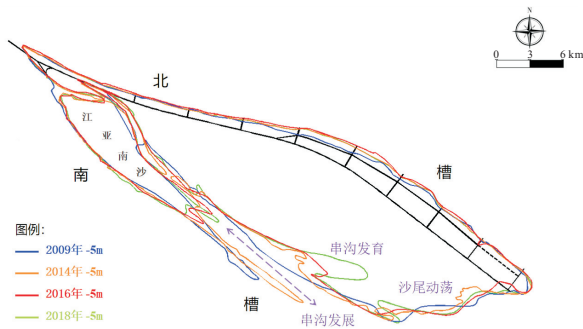 N
0 3 6 km
北
江
亚
南
沙
南
槽
串沟发育
沙尾动荡
槽
串沟发展
图例:
2009年 -5m
2014年 -5m
2016年 -5m
2018年 -5m